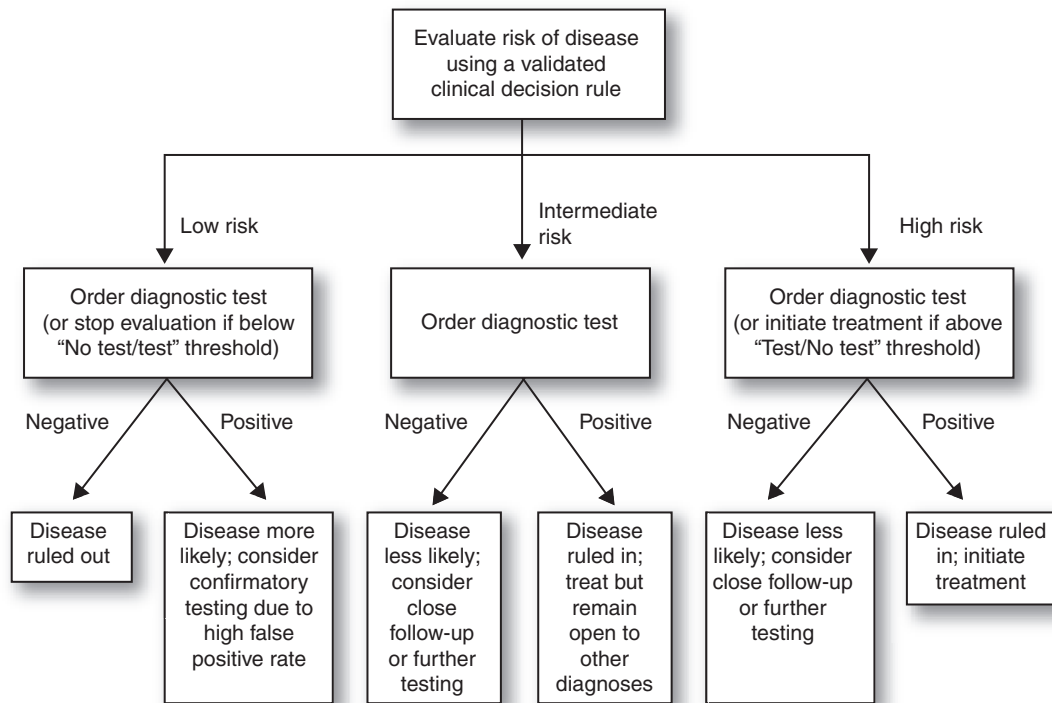 Evaluate risk of disease
using a validated
clinical decision rule
Low risk
Intermediate
risk
High risk
Order diagnostic test
(or stop evaluation if below
“No test/test” threshold)
Order diagnostic test
Order diagnostic test
(or initiate treatment if above
“Test/No test” threshold)
Negative
Positive
Negative
Positive
Negative
Positive
Disease
ruled out
Disease more
likely; consider
confirmatory
testing due to
high false
positive rate
Disease
less likely;
consider
close
follow-up
or further
testing
Disease
ruled in;
treat but
remain
open to
other
diagnoses
Disease less
likely; consider
close follow-up
or further
testing
Disease ruled
in; initiate
treatment